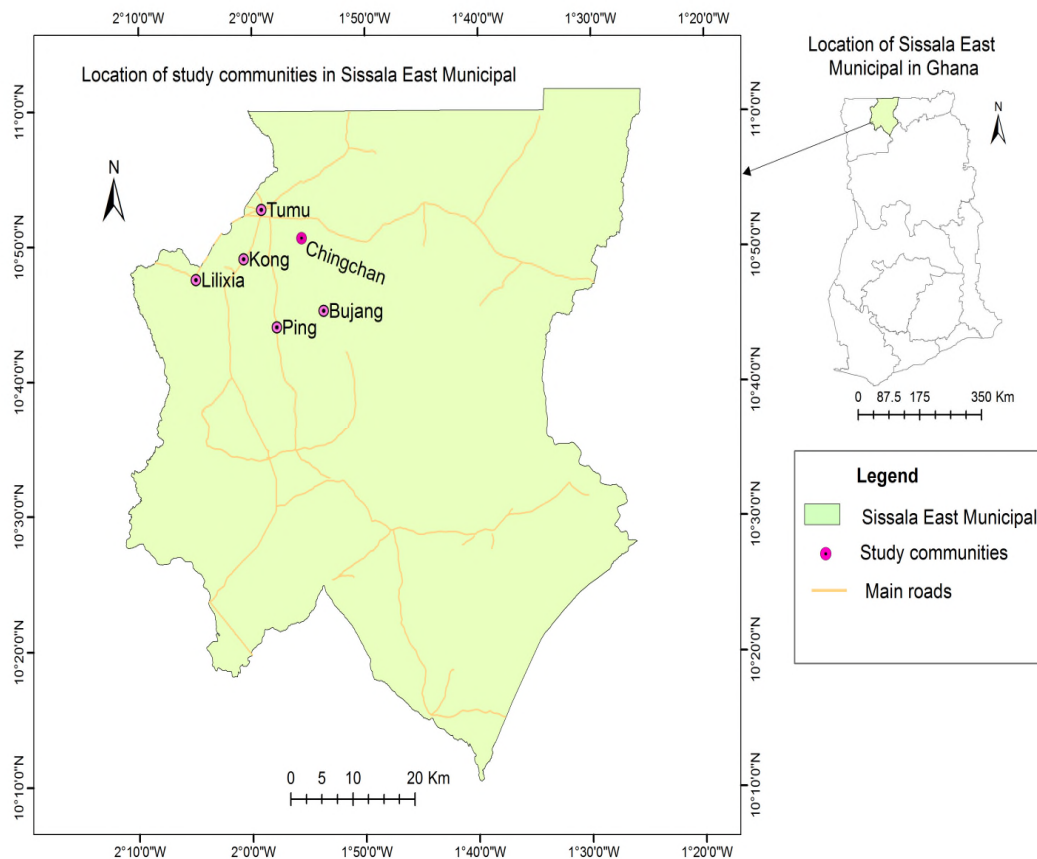 2°10'0"W 2°0'0"W 1°50'0"W 1°40'0"W 1°30'0"W 1°20'0"W
Location of study communities in Sissala East Municipal
11°0'0"N
10°50'0"N
10°40'0"N
10°30'0"N
10°20'0"N
10°10'0"N
N
Tumu
Chingchan
Kong
Lilixia
Bujang
Ping
0 5 10 20 Km
2°10'0"W 2°0'0"W 1°50'0"W 1°40'0"W 1°30'0"W 1°20'0"W
11°0'0"N
10°50'0"N
10°40'0"N
10°30'0"N
10°20'0"N
10°10'0"N
Location of Sissala East
Municipal in Ghana
N
0 87.5 175 350 Km
Legend
Sissala East Municipal
Study communities
Main roads